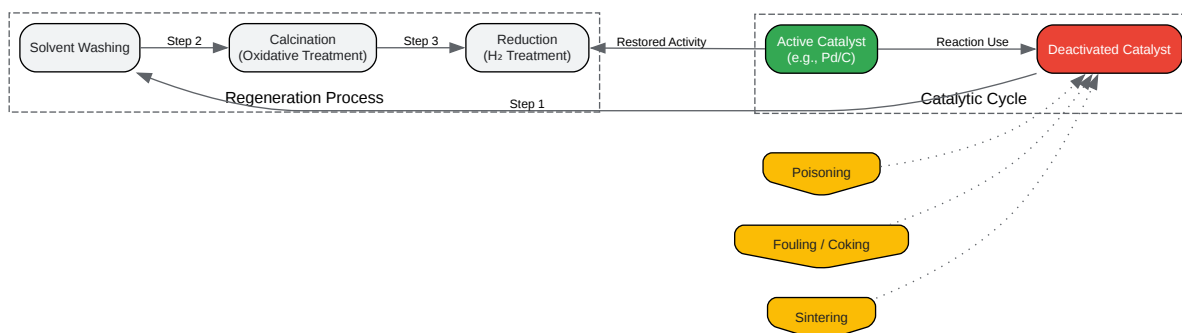 Solvent Washing
Step 2
Calcination
(Oxidative Treatment)
Step 3
Reduction
(H₂ Treatment)
Restored Activity
Active Catalyst
(e.g., Pd/C)
Reaction Use
Deactivated Catalyst
Regeneration Process
Step 1
Catalytic Cycle
Poisoning
Fouling / Coking
Sintering